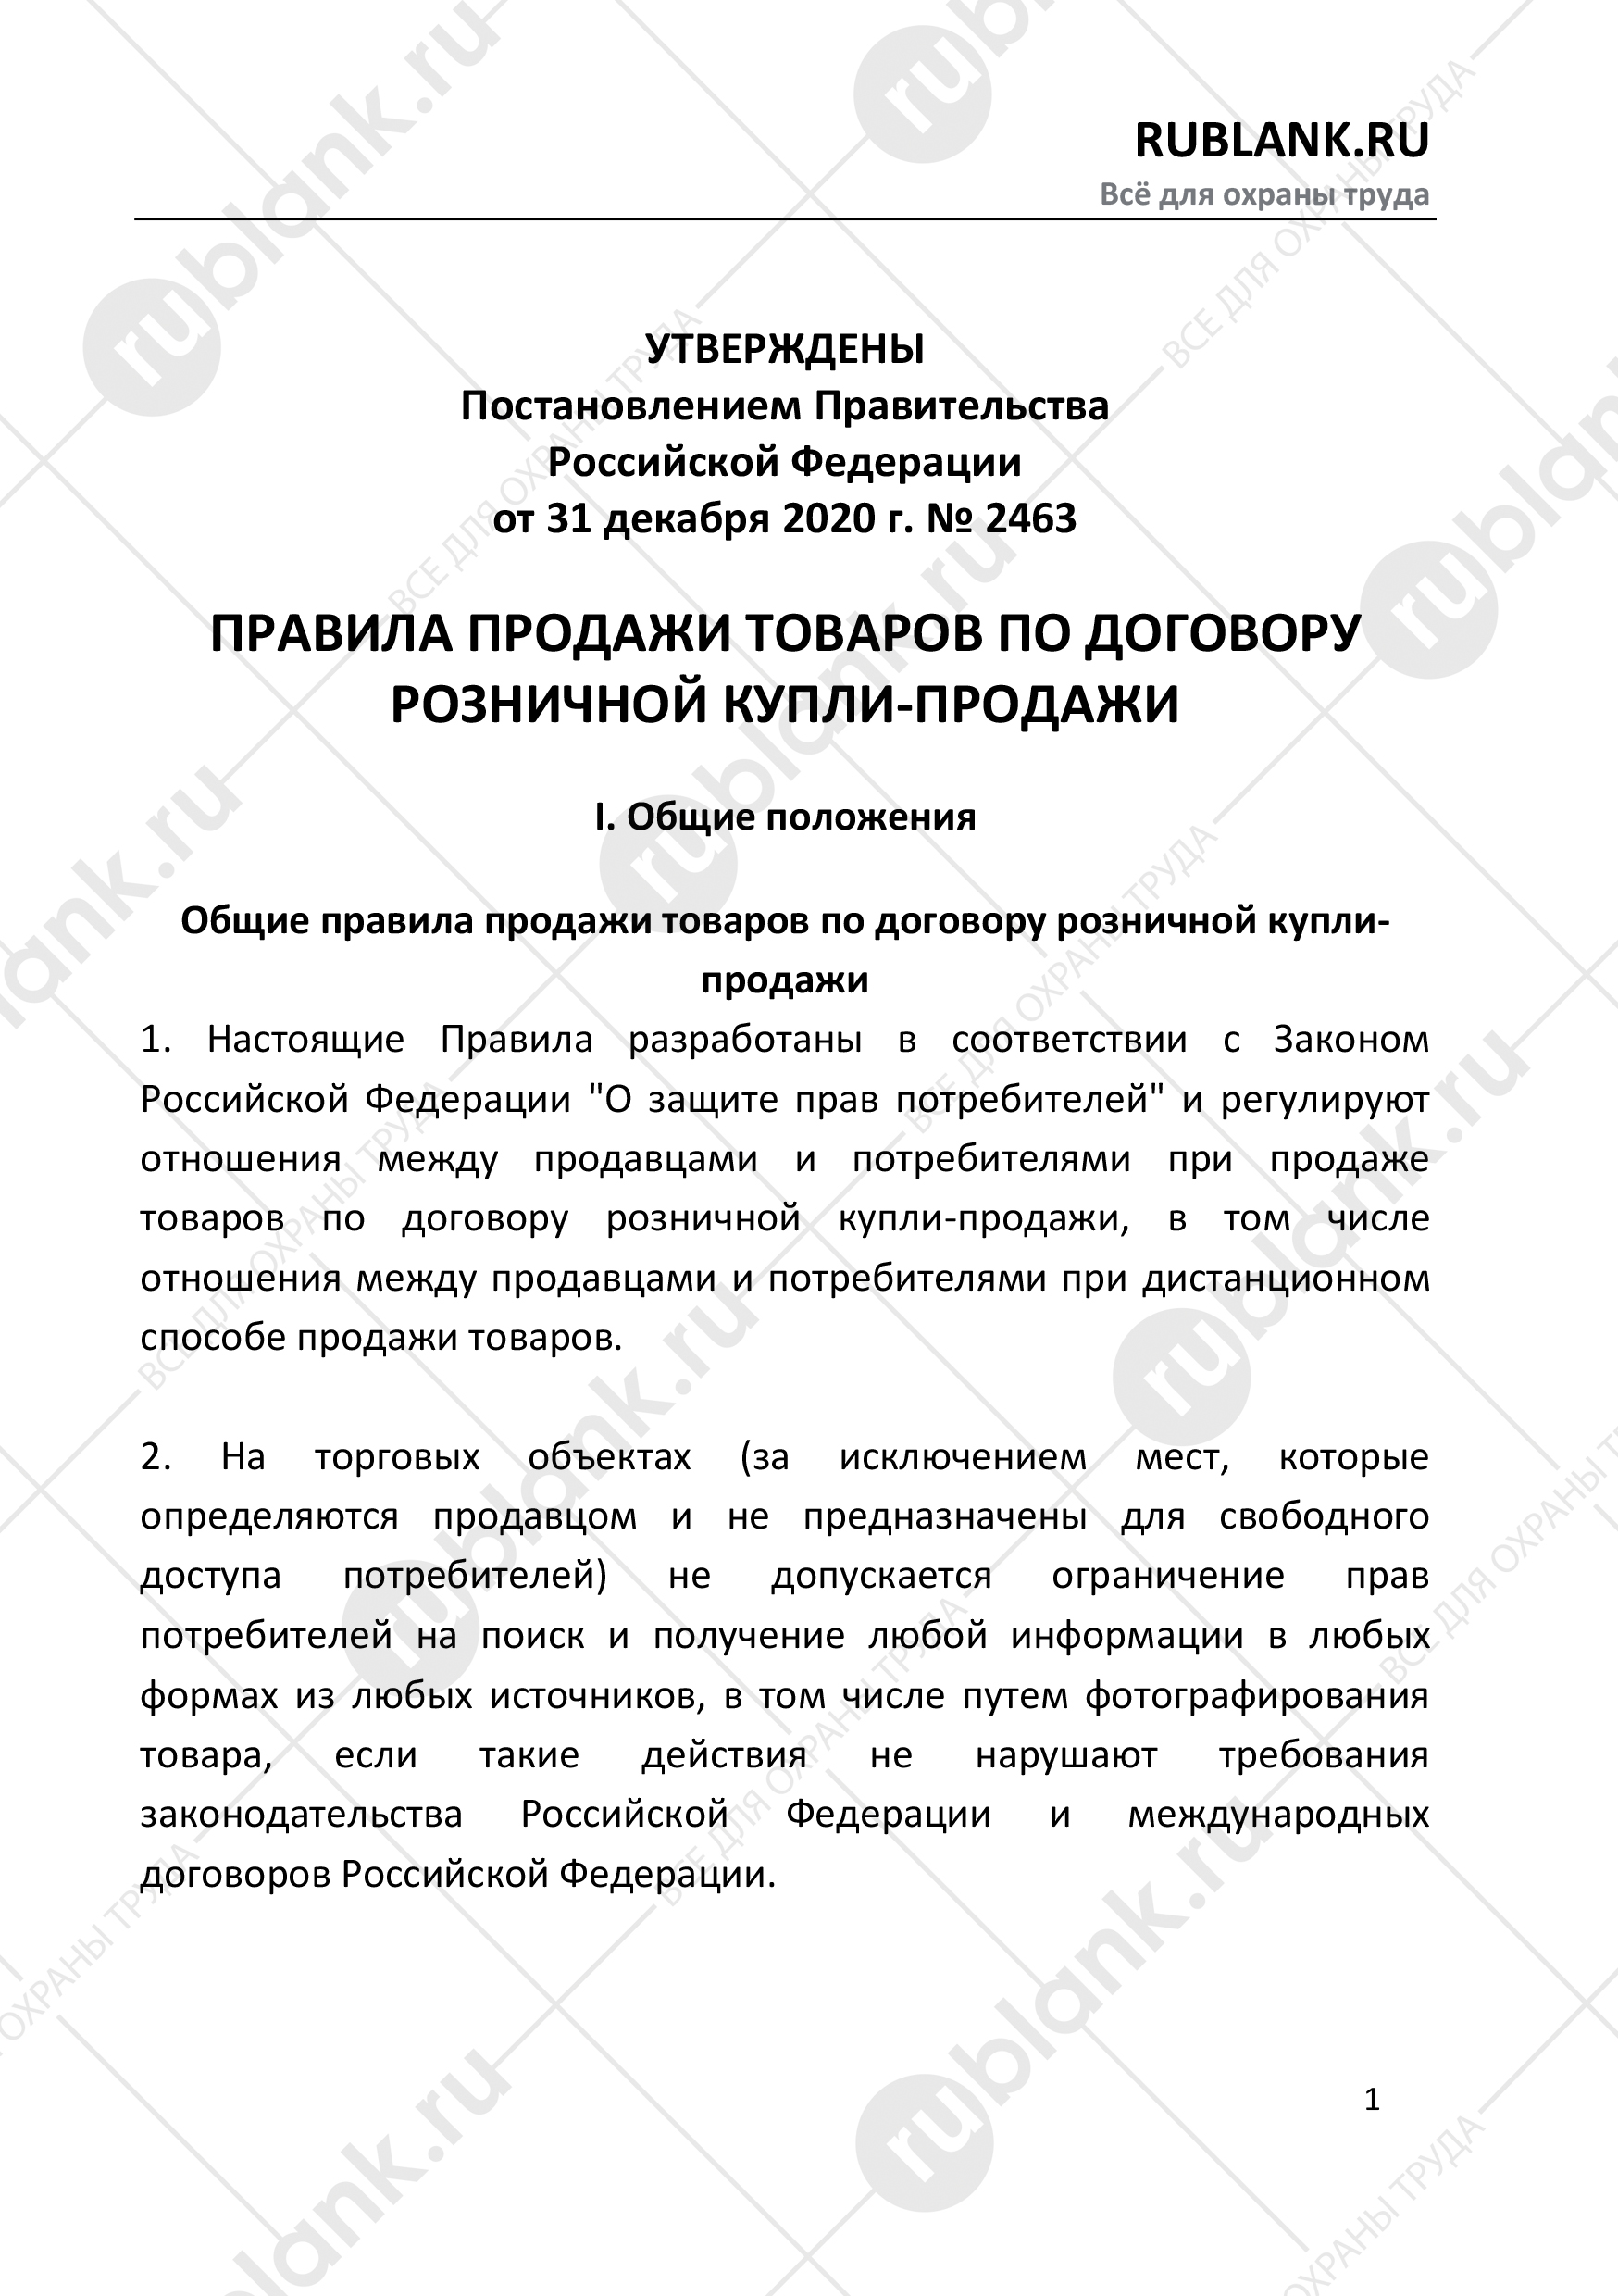 RUBLANK.RU
Всё для охраны труда
УТВЕРЖДЕНЫ
Постановлением Правительства
Российской Федерации
от 31 декабря 2020 г. № 2463
ПРАВИЛА ПРОДАЖИ ТОВАРОВ ПО ДОГОВОРУ
РОЗНИЧНОЙ КУПЛИ-ПРОДАЖИ
I. Общие положения
Общие правила продажи товаров по договору розничной купли-
продажи
1. Настоящие Правила разработаны в соответствии с Законом
Российской Федерации "О защите прав потребителей" и регулируют
отношения между продавцами и потребителями при продаже
товаров по договору розничной купли-продажи, в том числе
отношения между продавцами и потребителями при дистанционном
способе продажи товаров.
2. На торговых объектах (за исключением мест, которые
определяются продавцом и не предназначены для свободного
доступа потребителей) не допускается ограничение прав
потребителей на поиск и получение любой информации в любых
формах из любых источников, в том числе путем фотографирования
товара, если такие действия не нарушают требования
законодательства Российской Федерации и международных
договоров Российской Федерации.
1